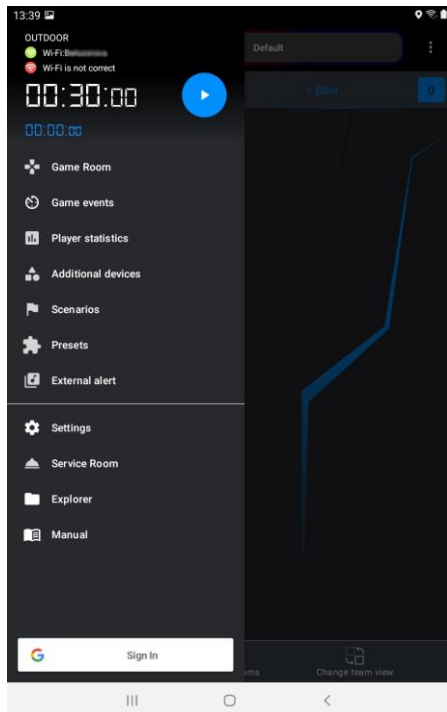 13:39
OUTDOOR
Wi-Fi:
Wi-Fi is not correct
00:30:00
00:00:00
Default
+ Blue
0
Game Room
Game events
Player statistics
Additional devices
Scenarios
Presets
External alert
Settings
Service Room
Explorer
Manual
Sign In
Change team view